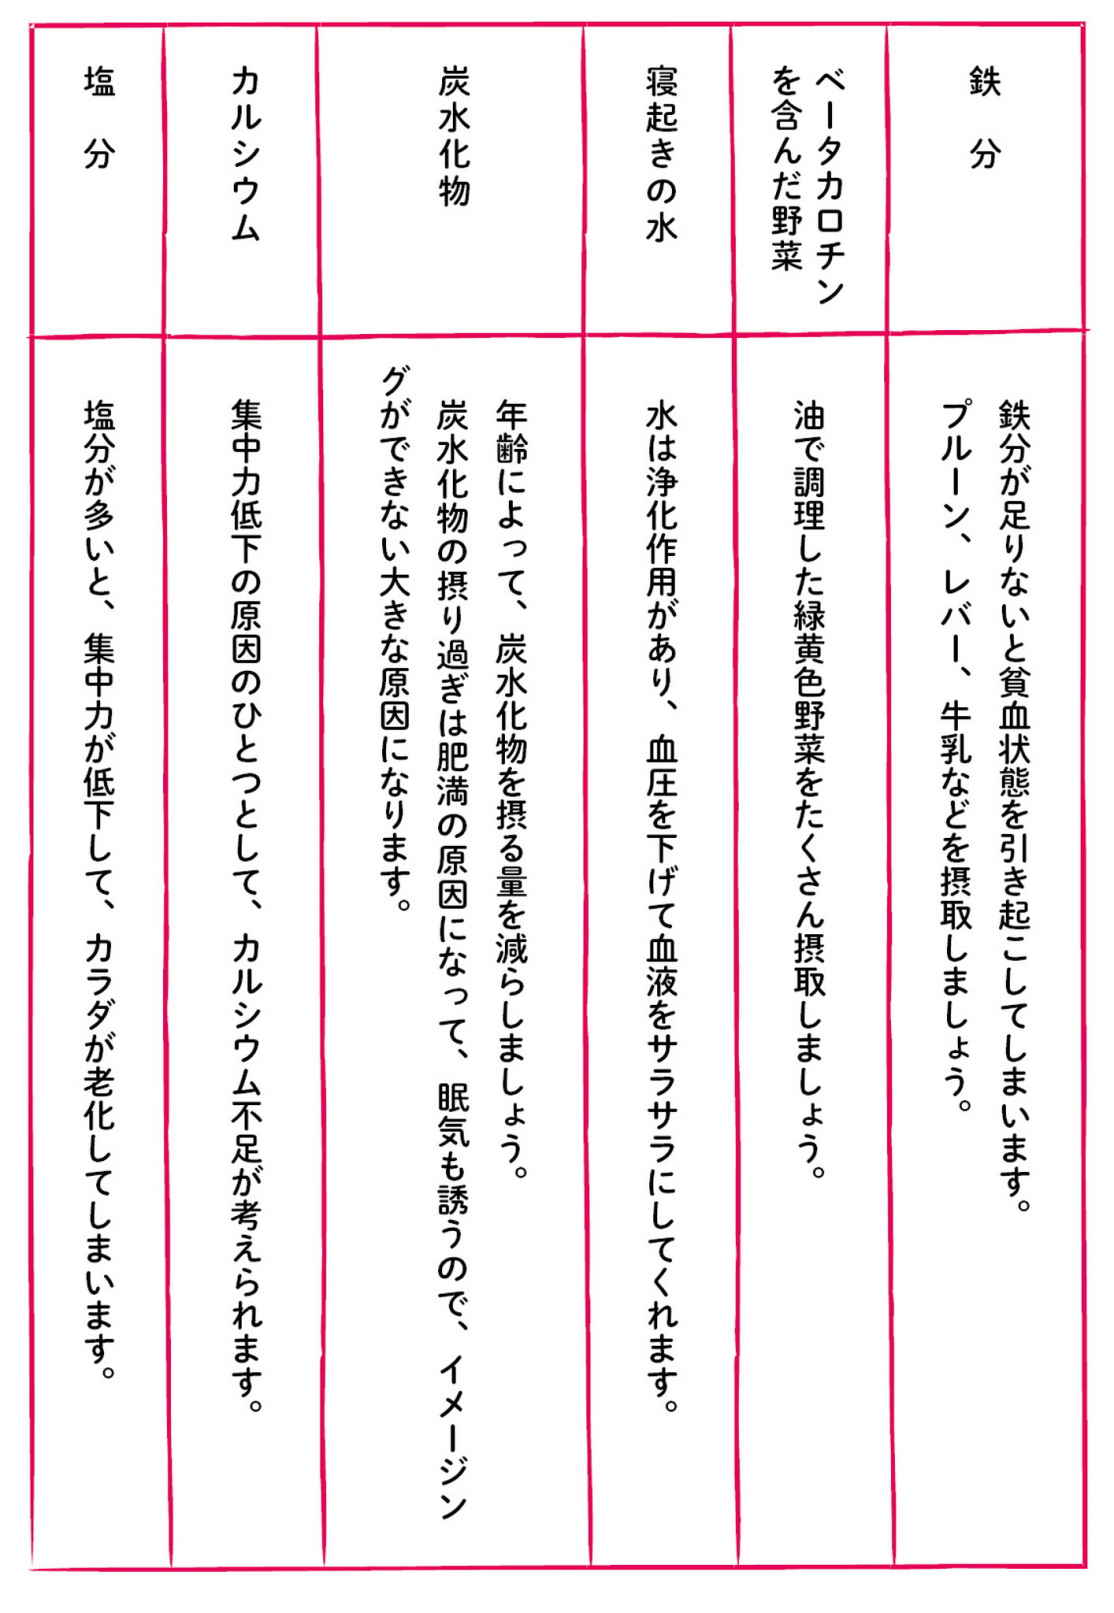 鉄　分
鉄分が足りないと貧血状態を引き起こしてしまいます。
プルーン、レバー、牛乳などを摂取しましょう。
ベータカロチン
を含んだ野菜
油で調理した緑黄色野菜をたくさん摂取しましょう。
寝起きの水
水は浄化作用があり、血圧を下げて血液をサラサラにしてくれます。
炭水化物
年齢によって、炭水化物を摂る量を減らしましょう。
炭水化物の摂り過ぎは肥満の原因になって、眠気も誘うので、イメージン
グができない大きな原因になります。
カルシウム
集中力低下の原因のひとつとして、カルシウム不足が考えられます。
塩　分
塩分が多いと、集中力が低下して、カラダが老化してしまいます。